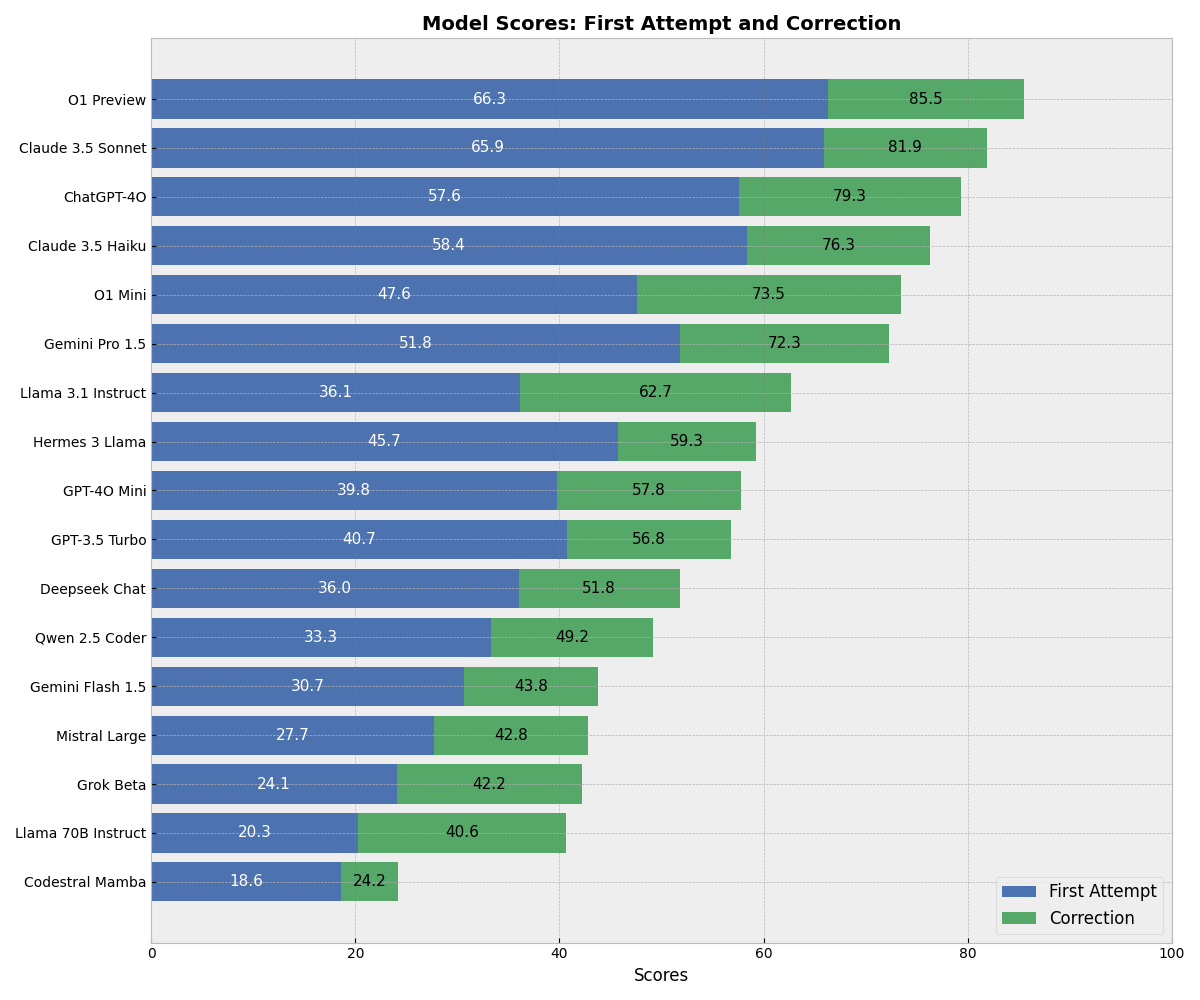 Model Scores: First Attempt and Correction
O1 Preview 66.3 85.5
Claude 3.5 Sonnet 65.9 81.9
ChatGPT-4O 57.6 79.3
Claude 3.5 Haiku 58.4 76.3
O1 Mini 47.6 73.5
Gemini Pro 1.5 51.8 72.3
Llama 3.1 Instruct 36.1 62.7
Hermes 3 Llama 45.7 59.3
GPT-4O Mini 39.8 57.8
GPT-3.5 Turbo 40.7 56.8
Deepseek Chat 36.0 51.8
Qwen 2.5 Coder 33.3 49.2
Gemini Flash 1.5 30.7 43.8
Mistral Large 27.7 42.8
Grok Beta 24.1 42.2
Llama 70B Instruct 20.3 40.6
Codestral Mamba 18.6 24.2
First Attempt
Correction
0 20 40 60 80 100
Scores